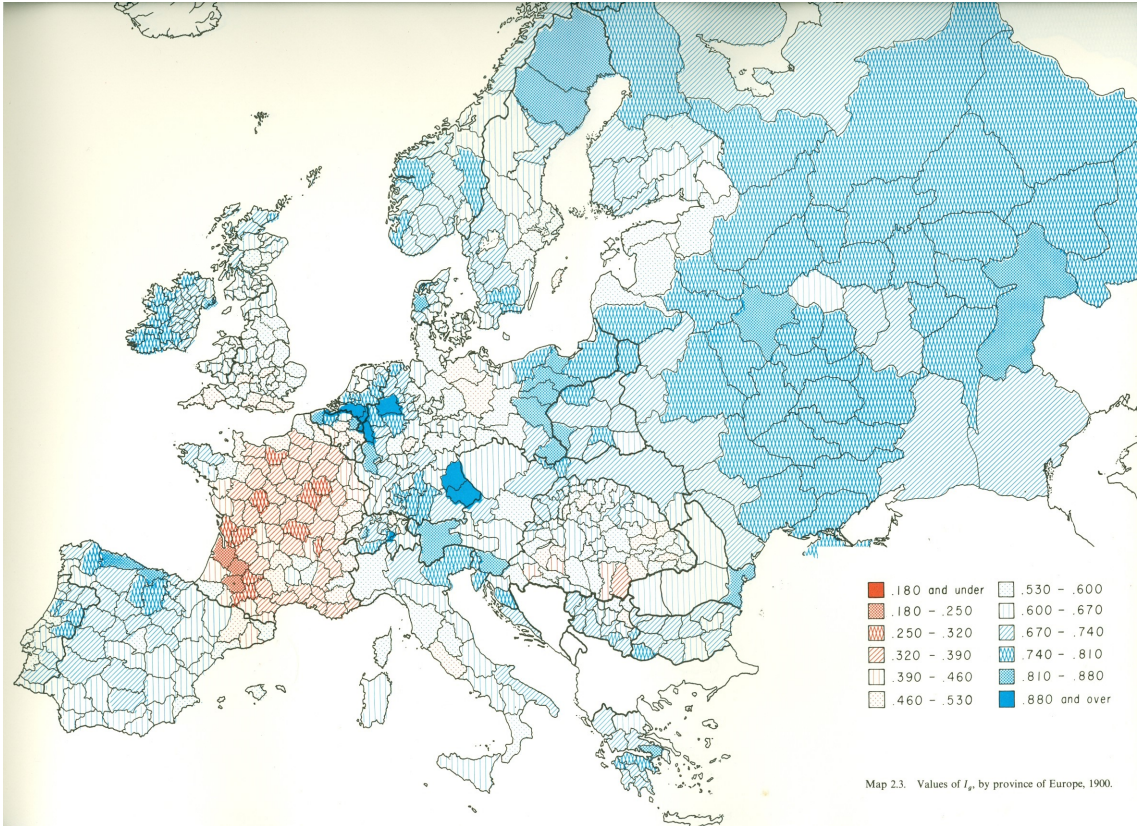 .180 and under
.180 – .250
.250 – .320
.320 – .390
.390 – .460
.460 – .530
.530 – .600
.600 – .670
.670 – .740
.740 – .810
.810 – .880
.880 and over
Map 2.3. Values of I_g, by province of Europe, 1900.